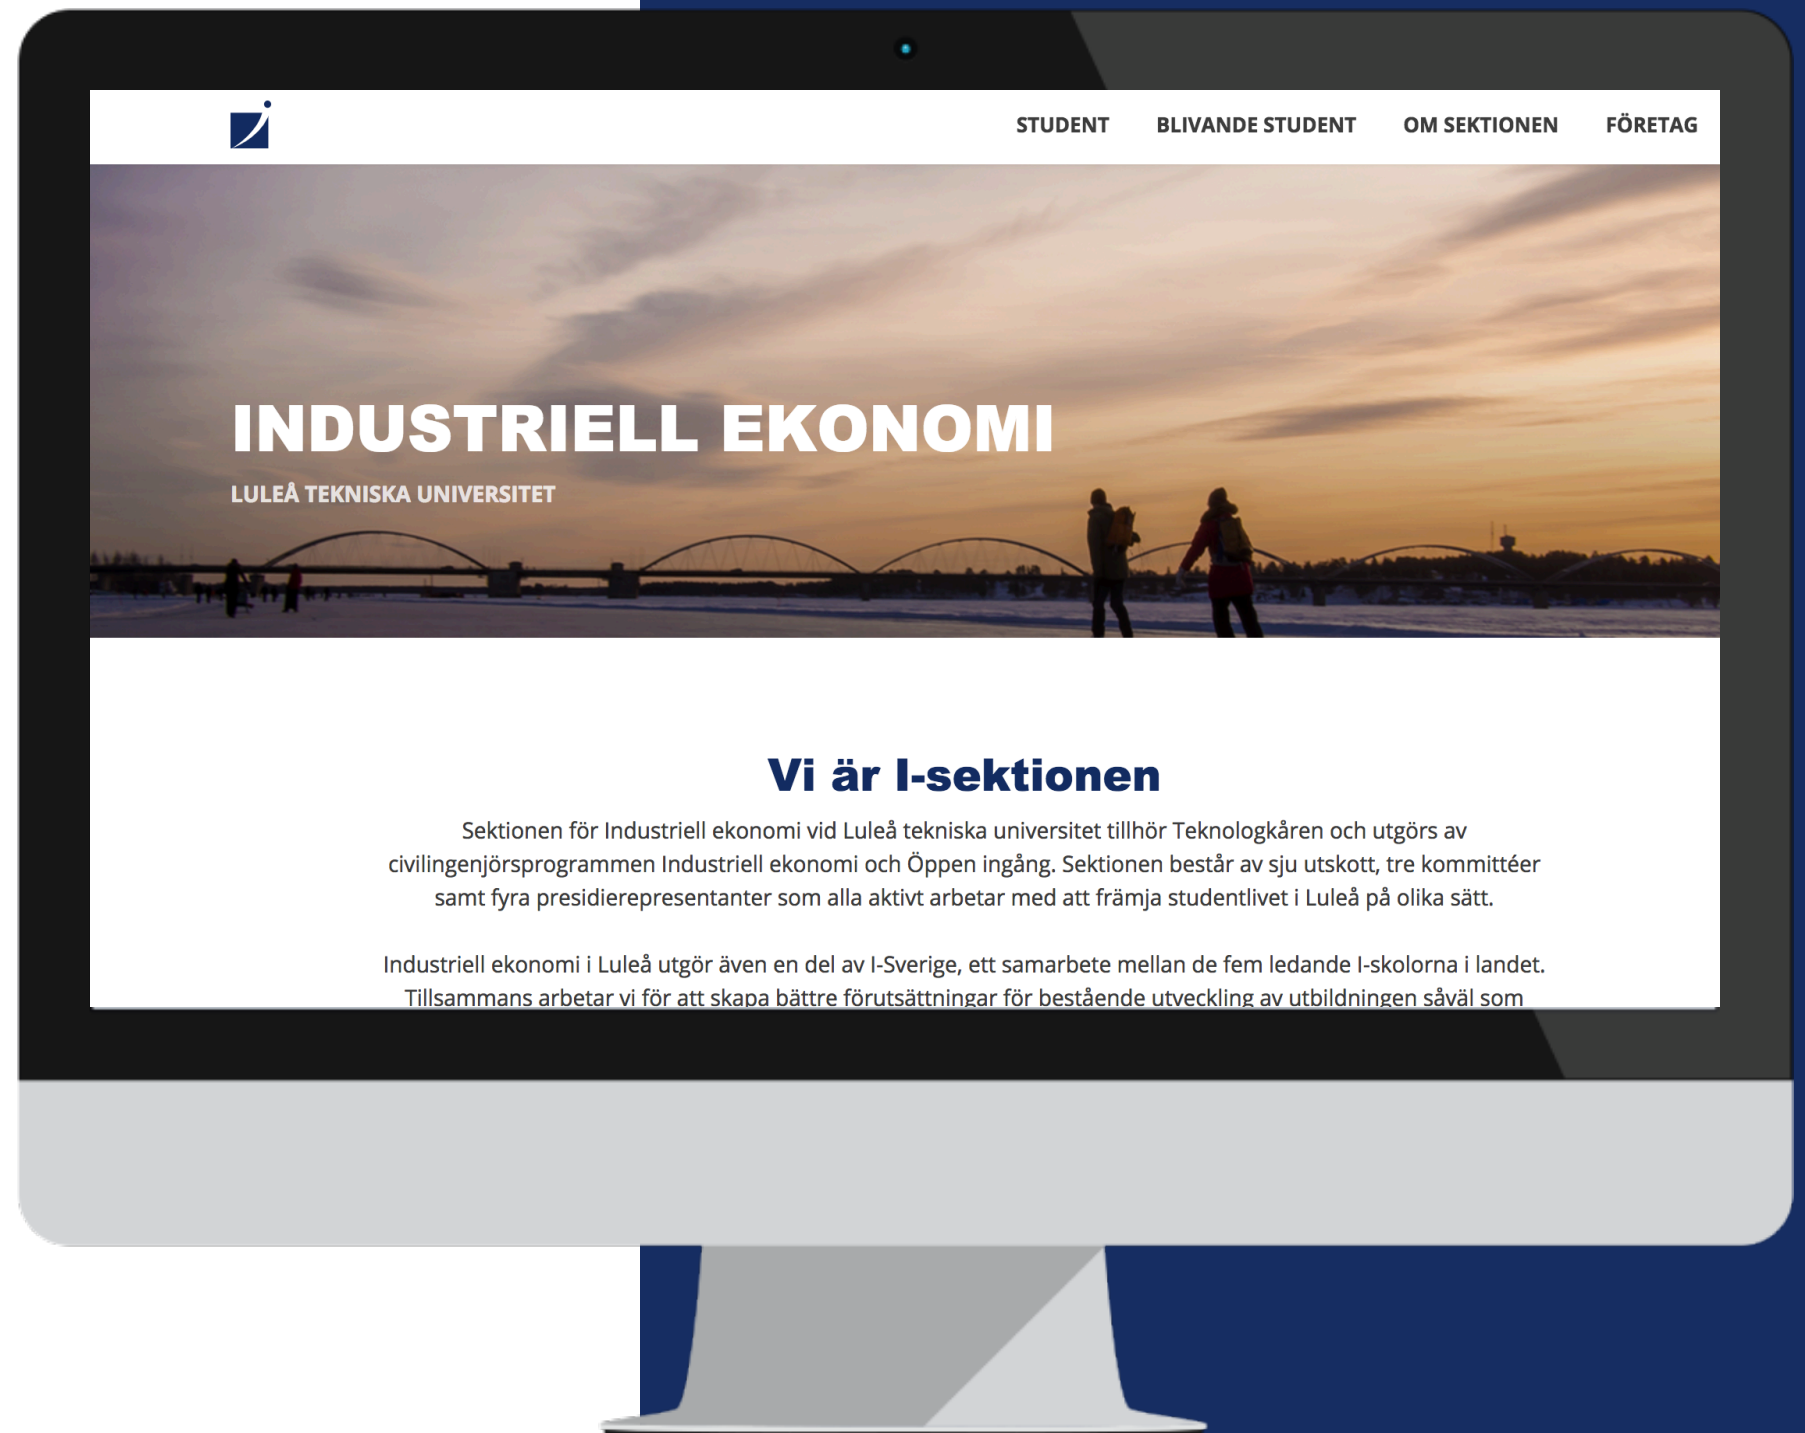 STUDENT BLIVANDE STUDENT OM SEKTIONEN FÖRETAG
INDUSTRIELL EKONOMI
LULEÅ TEKNISKA UNIVERSITET
Vi är I-sektionen
Sektionen för Industriell ekonomi vid Luleå tekniska universitet tillhör Teknologkåren och utgörs av
civilingenjörsprogrammen Industriell ekonomi och Öppen ingång. Sektionen består av sju utskott, tre kommittéer
samt fyra presidierepresentanter som alla aktivt arbetar med att främja studentlivet i Luleå på olika sätt.
Industriell ekonomi i Luleå utgör även en del av I-Sverige, ett samarbete mellan de fem ledande I-skolorna i landet.
Tillsammans arbetar vi för att skapa bättre förutsättningar för bestående utveckling av utbildningen såväl som